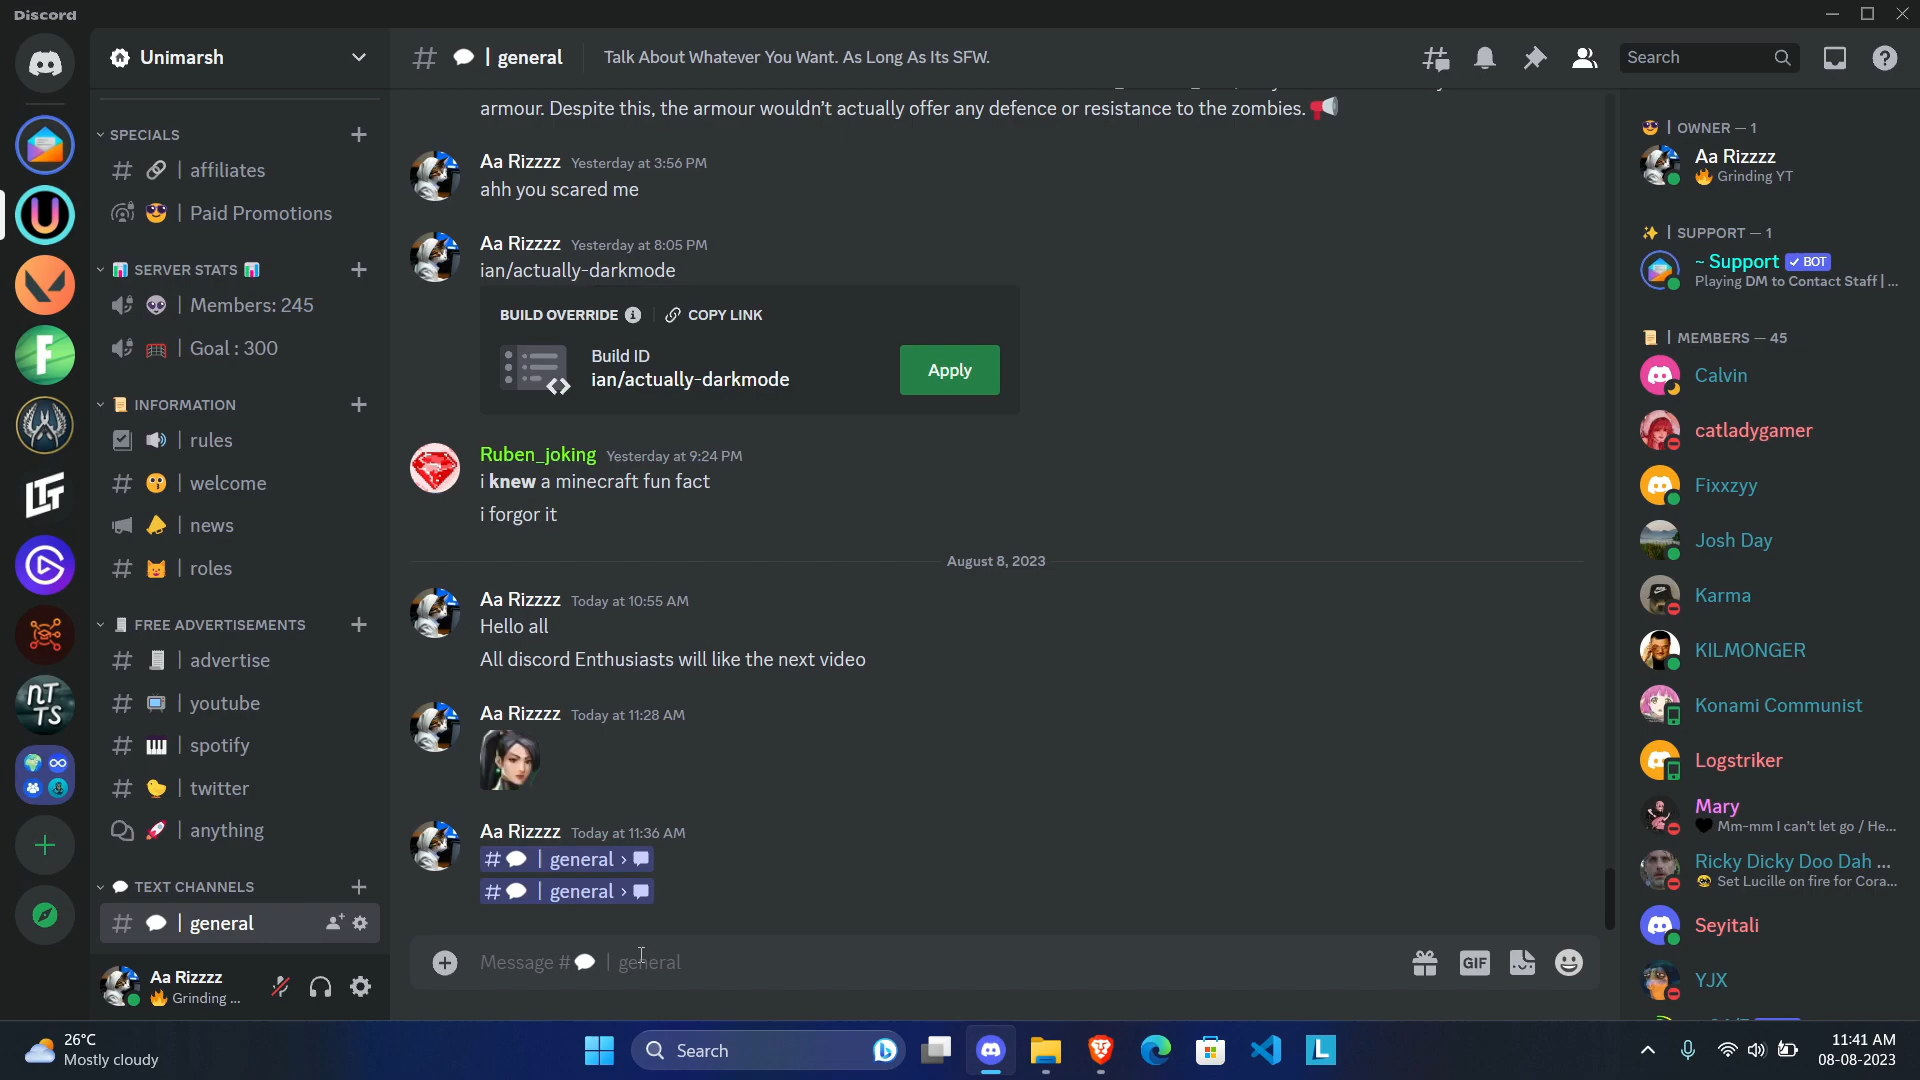 Discord
Unimarsh
| general
Talk About Whatever You Want. As Long As Its SFW.
Search
SPECIALS
| affiliates
| Paid Promotions
SERVER STATS
| Members: 245
| Goal : 300
INFORMATION
| rules
| welcome
| news
| roles
FREE ADVERTISEMENTS
| advertise
| youtube
| spotify
| twitter
| anything
TEXT CHANNELS
| general
Aa Rizzzz
Grinding ...
armour. Despite this, the armour wouldn't actually offer any defence or resistance to the zombies.
Aa Rizzzz Yesterday at 3:56 PM
ahh you scared me
Aa Rizzzz Yesterday at 8:05 PM
ian/actually-darkmode
BUILD OVERRIDE COPY LINK
Build ID
ian/actually-darkmode
Apply
Ruben_joking Yesterday at 9:24 PM
i knew a minecraft fun fact
i forgor it
August 8, 2023
Aa Rizzzz Today at 10:55 AM
Hello all
All discord Enthusiasts will like the next video
Aa Rizzzz Today at 11:28 AM
Aa Rizzzz Today at 11:36 AM
# | general ›
# | general ›
Message # | general
GIF
| OWNER — 1
Aa Rizzzz
Grinding YT
| SUPPORT — 1
~ Support BOT
Playing DM to Contact Staff | ...
| MEMBERS — 45
Calvin
catladygamer
Fixxzyy
Josh Day
Karma
KILMONGER
Konami Communist
Logstriker
Mary
Mm-mm I can't let go / He...
Ricky Dicky Doo Dah ...
Set Lucille on fire for Cora...
Seyitali
YJX
26°C
Mostly cloudy
Search
11:41 AM
08-08-2023